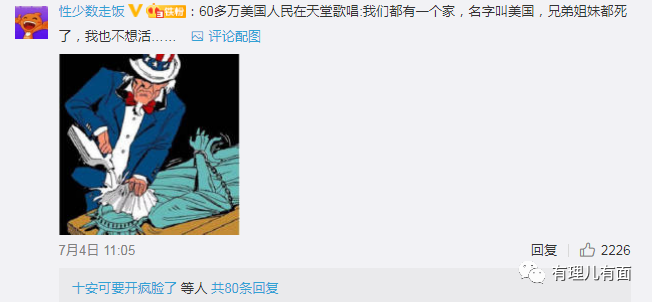 性少数走饭 铁粉：60多万美国人民在天堂歌唱:我们都有一个家，名字叫美国，兄弟姐妹都死
了，我也不想活…… 评论配图
7月4日 11:05 回复 2226
十安可要开疯脸了 等人 共80条回复
有理儿有面